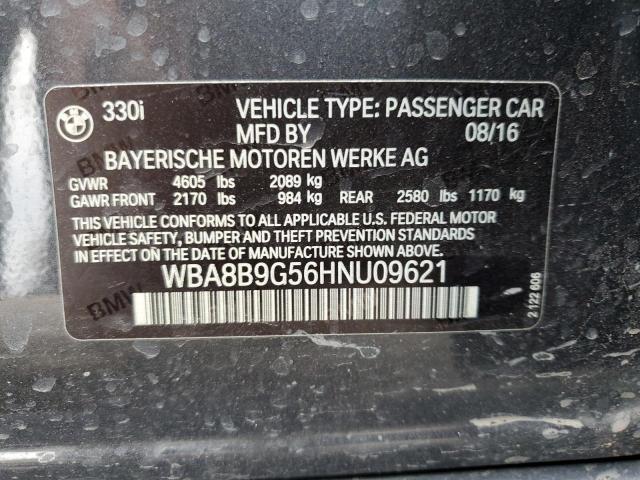 330i VEHICLE TYPE: PASSENGER CAR
MFD BY 08/16
BAYERISCHE MOTOREN WERKE AG
GVWR 4605 lbs 2089 kg
GAWR FRONT 2170 lbs 984 kg REAR 2580 lbs 1170 kg
THIS VEHICLE CONFORMS TO ALL APPLICABLE U.S. FEDERAL MOTOR
VEHICLE SAFETY, BUMPER AND THEFT PREVENTION STANDARDS
IN EFFECT ON THE DATE OF MANUFACTURE SHOWN ABOVE.
WBA8B9G56HNU09621
2 122 606